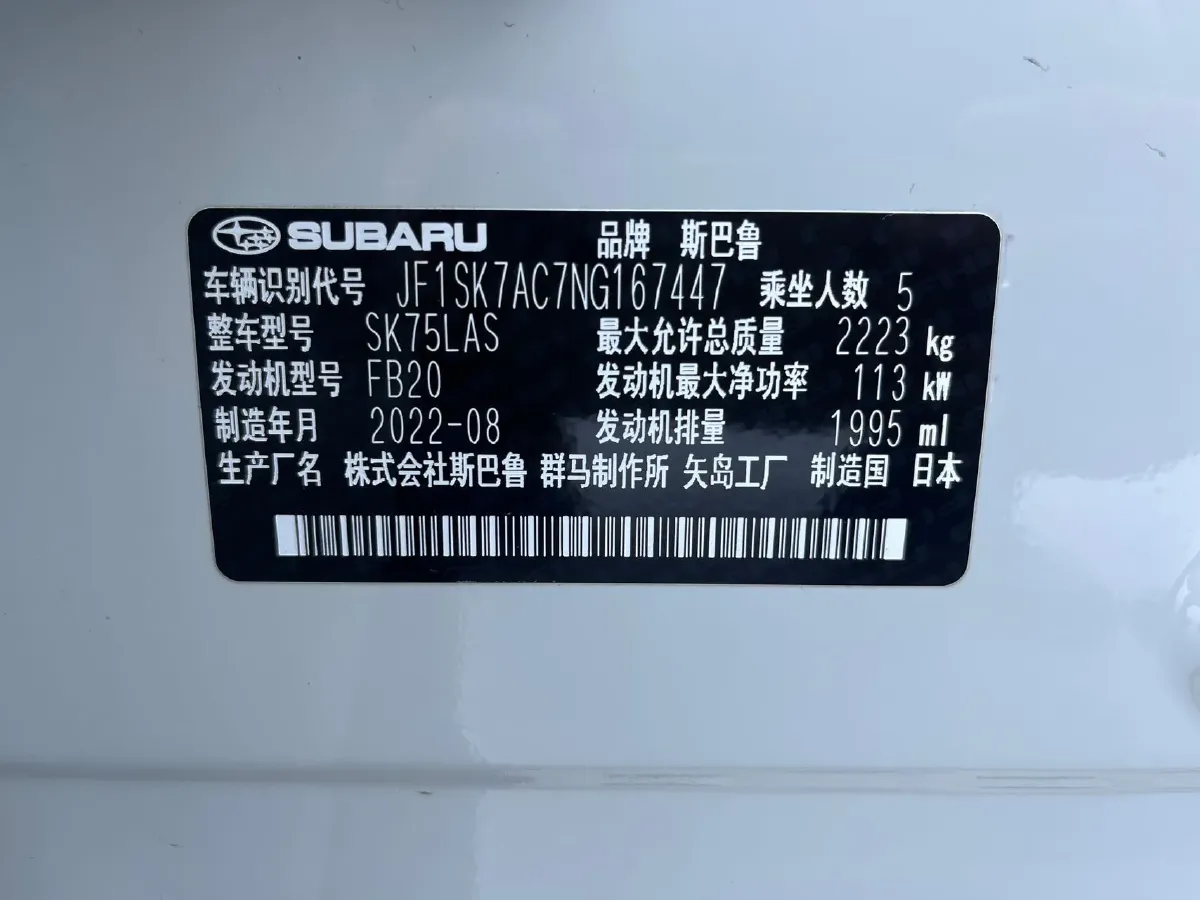 SUBARU 品牌 斯巴鲁
车辆识别代号 JF1SK7AC7NG167447 乘坐人数 5
整车型号 SK75LAS 最大允许总质量 2223 kg
发动机型号 FB20 发动机最大净功率 113 kW
制造年月 2022-08 发动机排量 1995 ml
生产厂名 株式会社斯巴鲁 群马制作所 矢岛工厂 制造国 日本